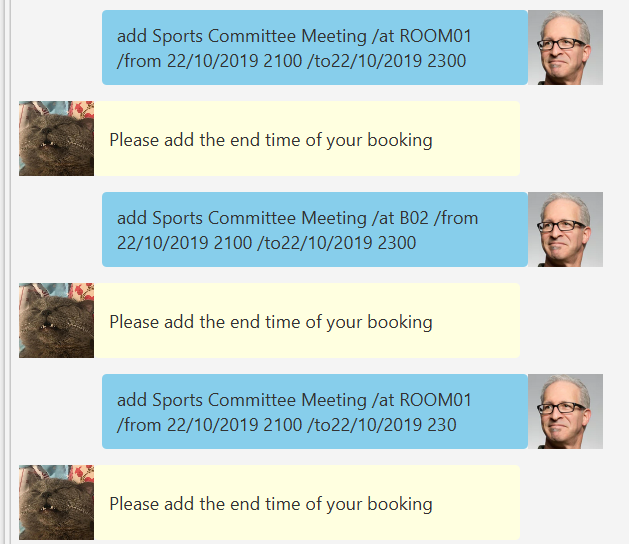 add Sports Committee Meeting /at ROOM01
/from 22/10/2019 2100 /to22/10/2019 2300
Please add the end time of your booking
add Sports Committee Meeting /at B02 /from
22/10/2019 2100 /to22/10/2019 2300
Please add the end time of your booking
add Sports Committee Meeting /at ROOM01
/from 22/10/2019 2100 /to22/10/2019 230
Please add the end time of your booking